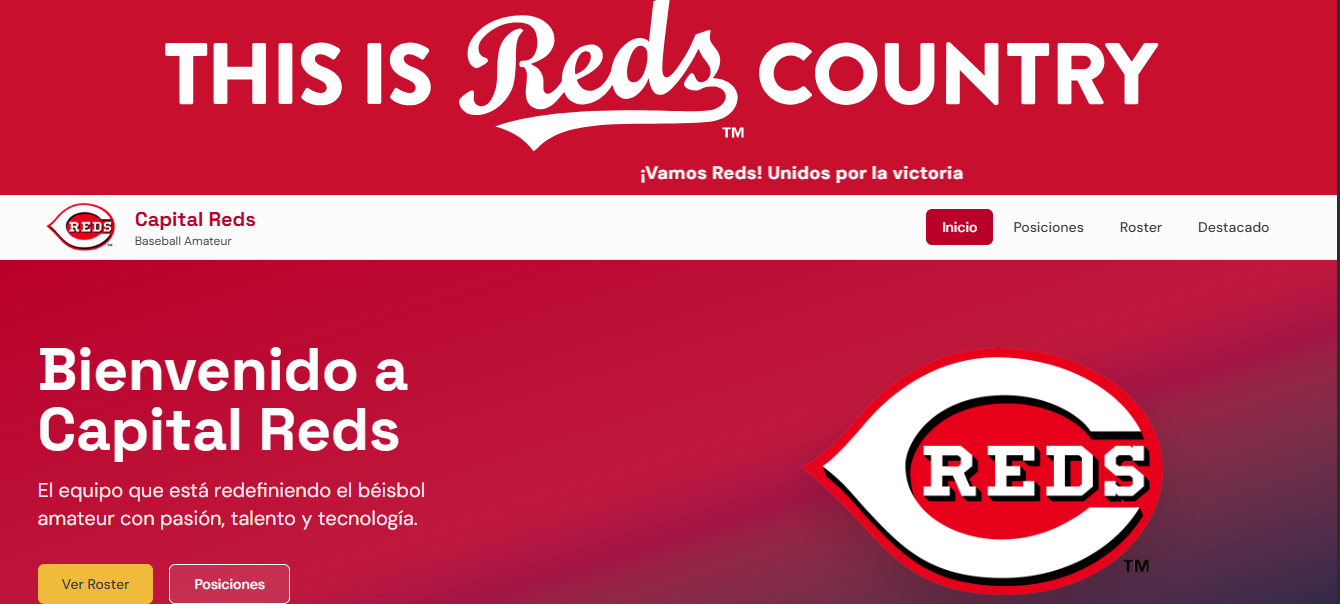 THIS IS Reds COUNTRY
TM
¡Vamos Reds! Unidos por la victoria
REDS
Capital Reds
Baseball Amateur
Inicio
Posiciones
Roster
Destacado
Bienvenido a
Capital Reds
El equipo que está redefiniendo el béisbol
amateur con pasión, talento y tecnología.
Ver Roster
Posiciones
REDS
TM